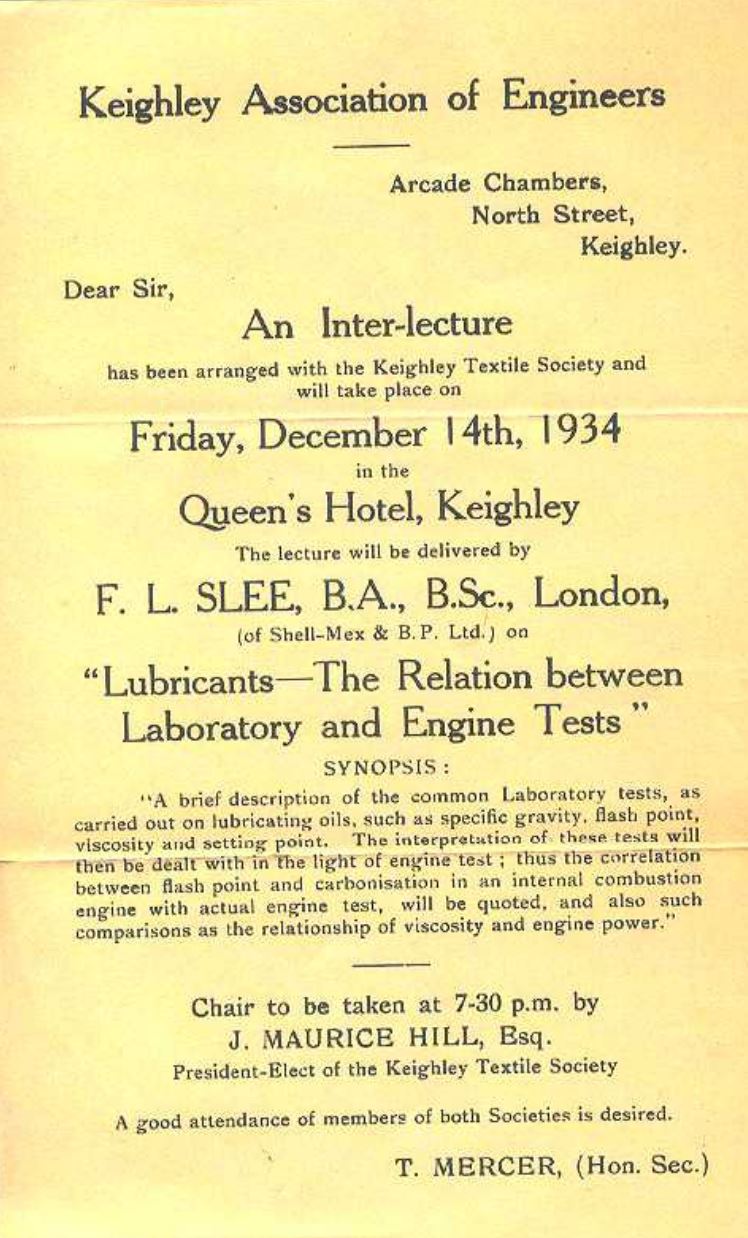 Keighley Association of Engineers
Arcade Chambers,
North Street,
Keighley.
Dear Sir,
An Inter-lecture
has been arranged with the Keighley Textile Society and
will take place on
Friday, December 14th, 1934
in the
Queen's Hotel, Keighley
The lecture will be delivered by
F. L. SLEE, B.A., B.Sc., London,
(of Shell-Mex & B.P. Ltd.) on
"Lubricants—The Relation between
Laboratory and Engine Tests"
SYNOPSIS :
"A brief description of the common Laboratory tests, as
carried out on lubricating oils, such as specific gravity, flash point,
viscosity and setting point. The interpretation of these tests will
then be dealt with in the light of engine test ; thus the correlation
between flash point and carbonisation in an internal combustion
engine with actual engine test, will be quoted, and also such
comparisons as the relationship of viscosity and engine power."
Chair to be taken at 7-30 p.m. by
J. MAURICE HILL, Esq.
President-Elect of the Keighley Textile Society
A good attendance of members of both Societies is desired.
T. MERCER, (Hon. Sec.)